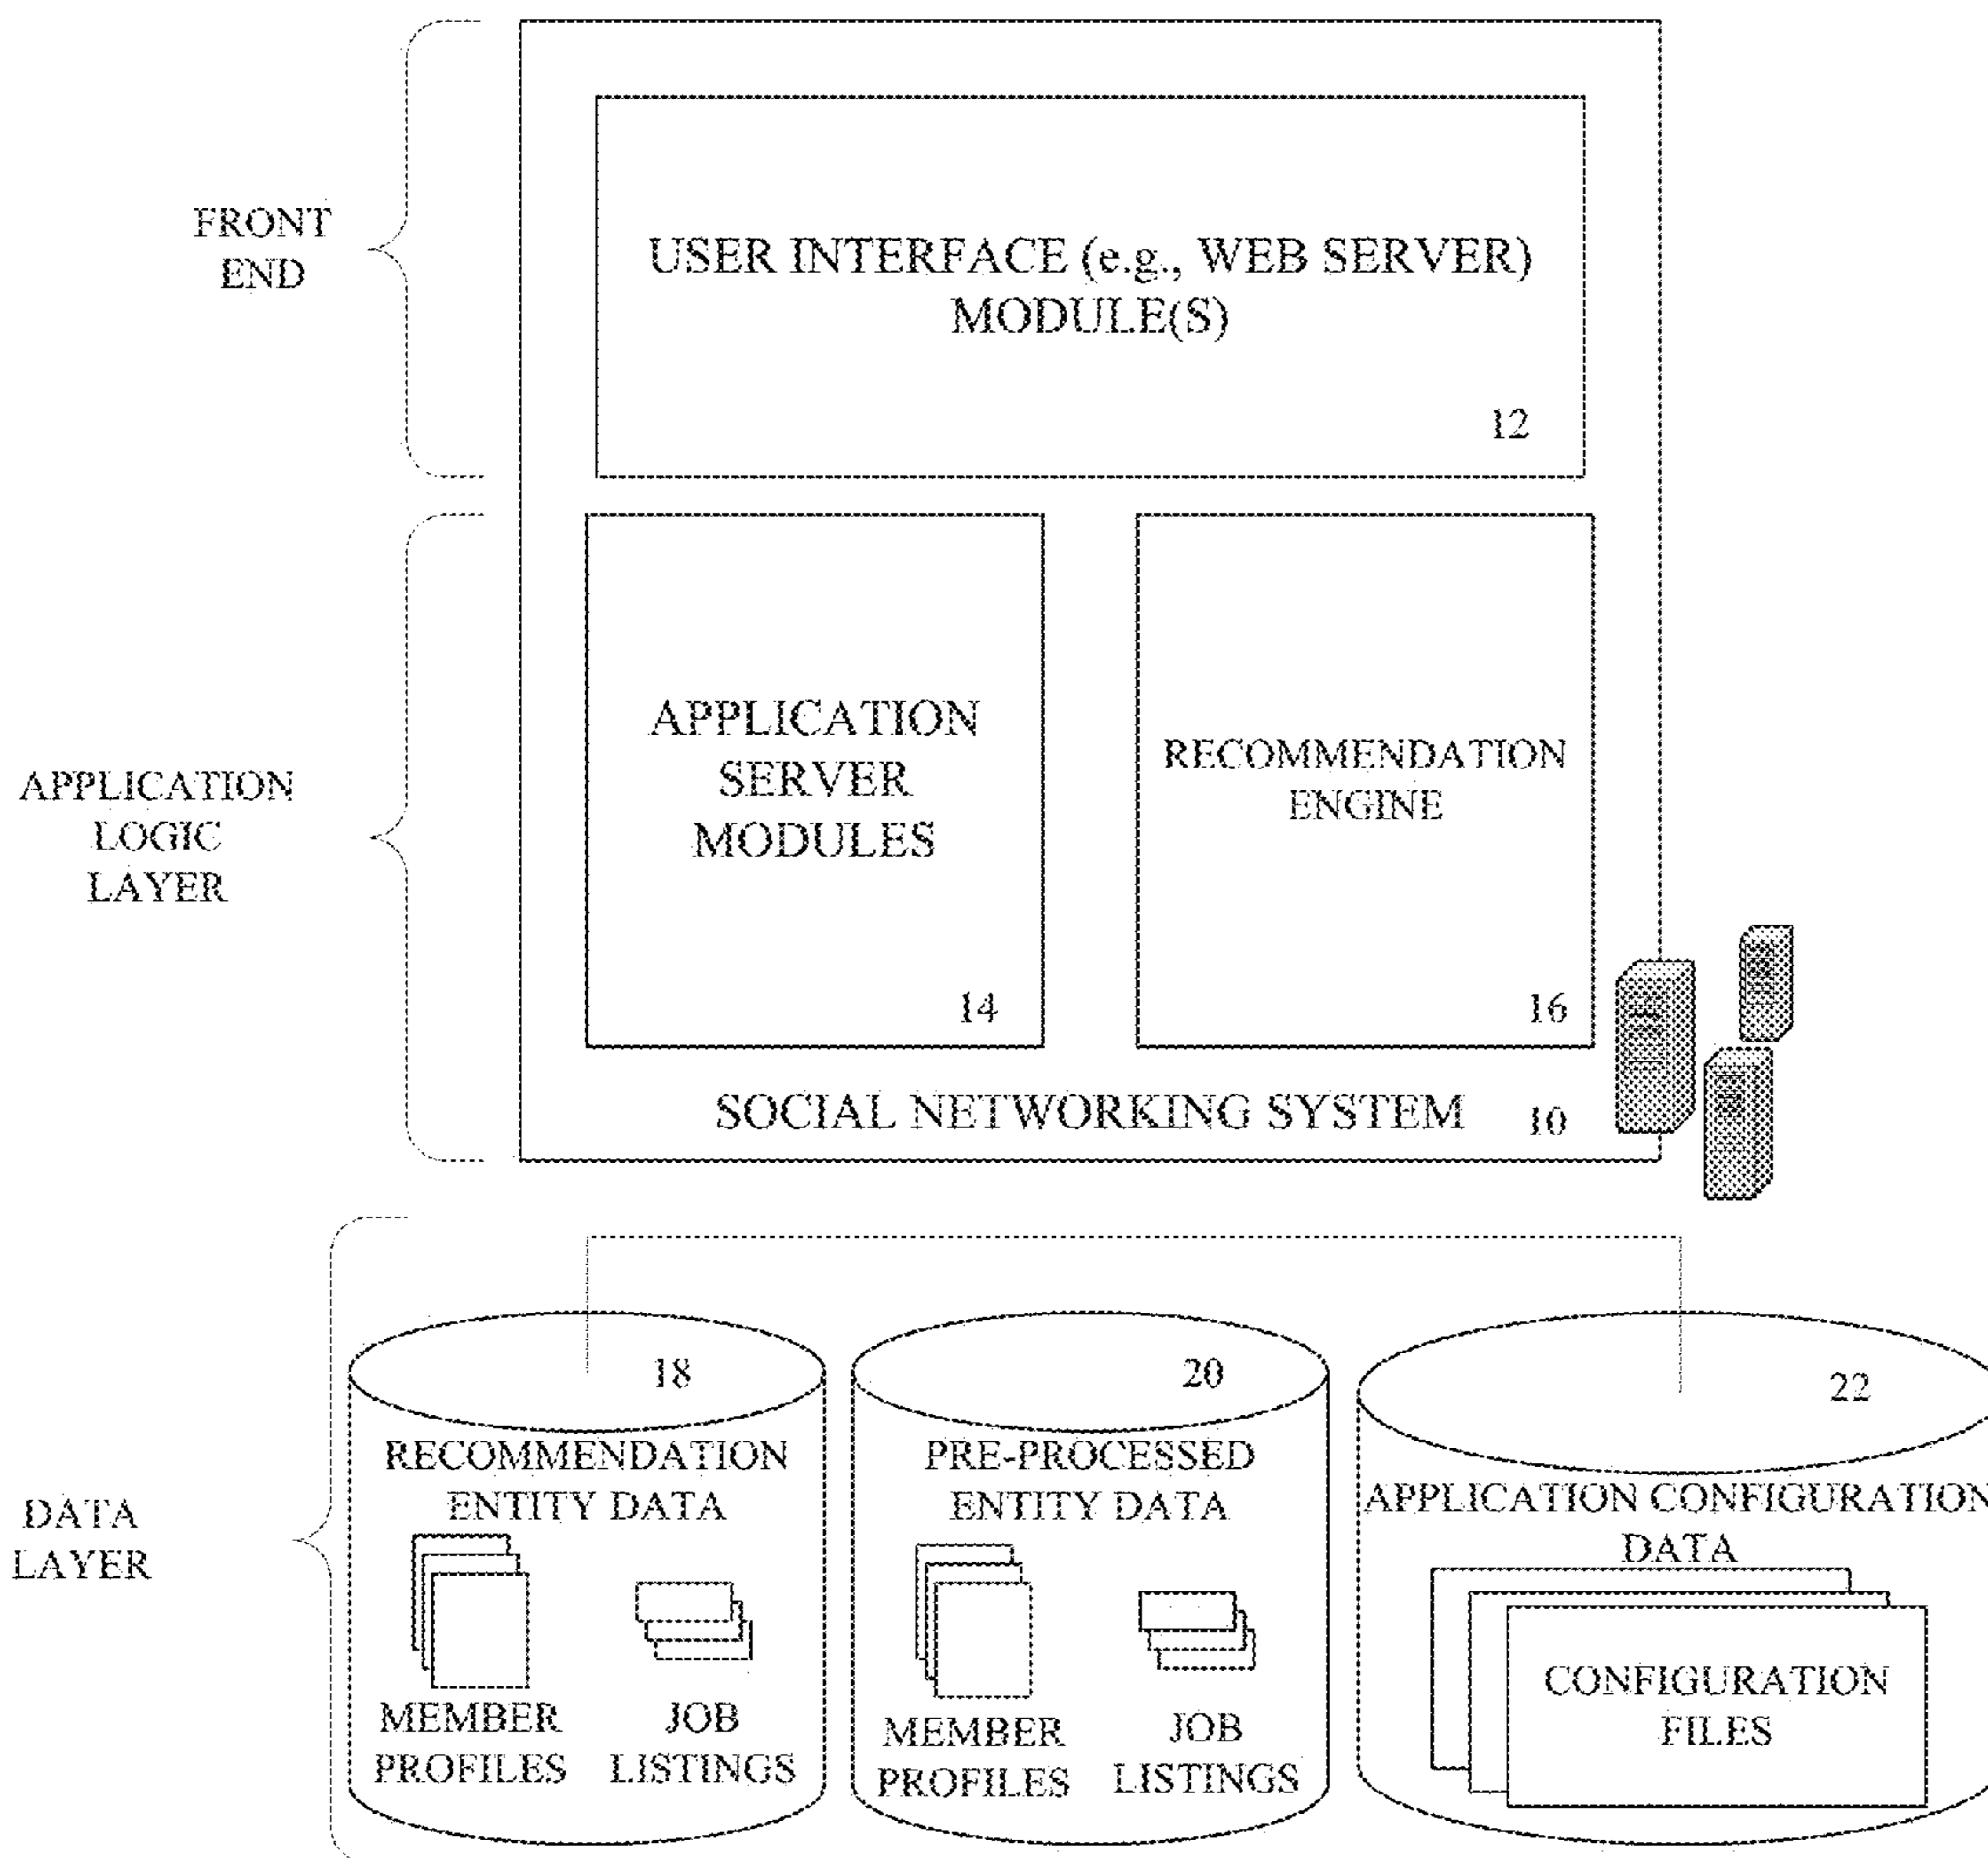 FRONT
END
USER INTERFACE (e.g., WEB SERVER)
MODULE(S)
12
APPLICATION
LOGIC
LAYER
APPLICATION
SERVER
MODULES
14
RECOMMENDATION
ENGINE
16
SOCIAL NETWORKING SYSTEM 10
DATA
LAYER
18
RECOMMENDATION
ENTITY DATA
MEMBER
PROFILES
JOB
LISTINGS
20
PRE-PROCESSED
ENTITY DATA
MEMBER
PROFILES
JOB
LISTINGS
22
APPLICATION CONFIGURATION
DATA
CONFIGURATION
FILES